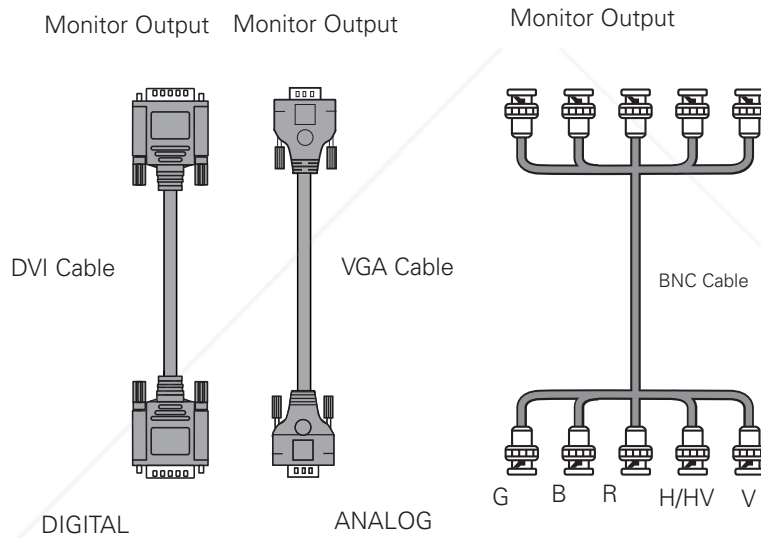 Monitor Output
Monitor Output
Monitor Output
DVI Cable
VGA Cable
BNC Cable
G B R H/HV V
DIGITAL
ANALOG